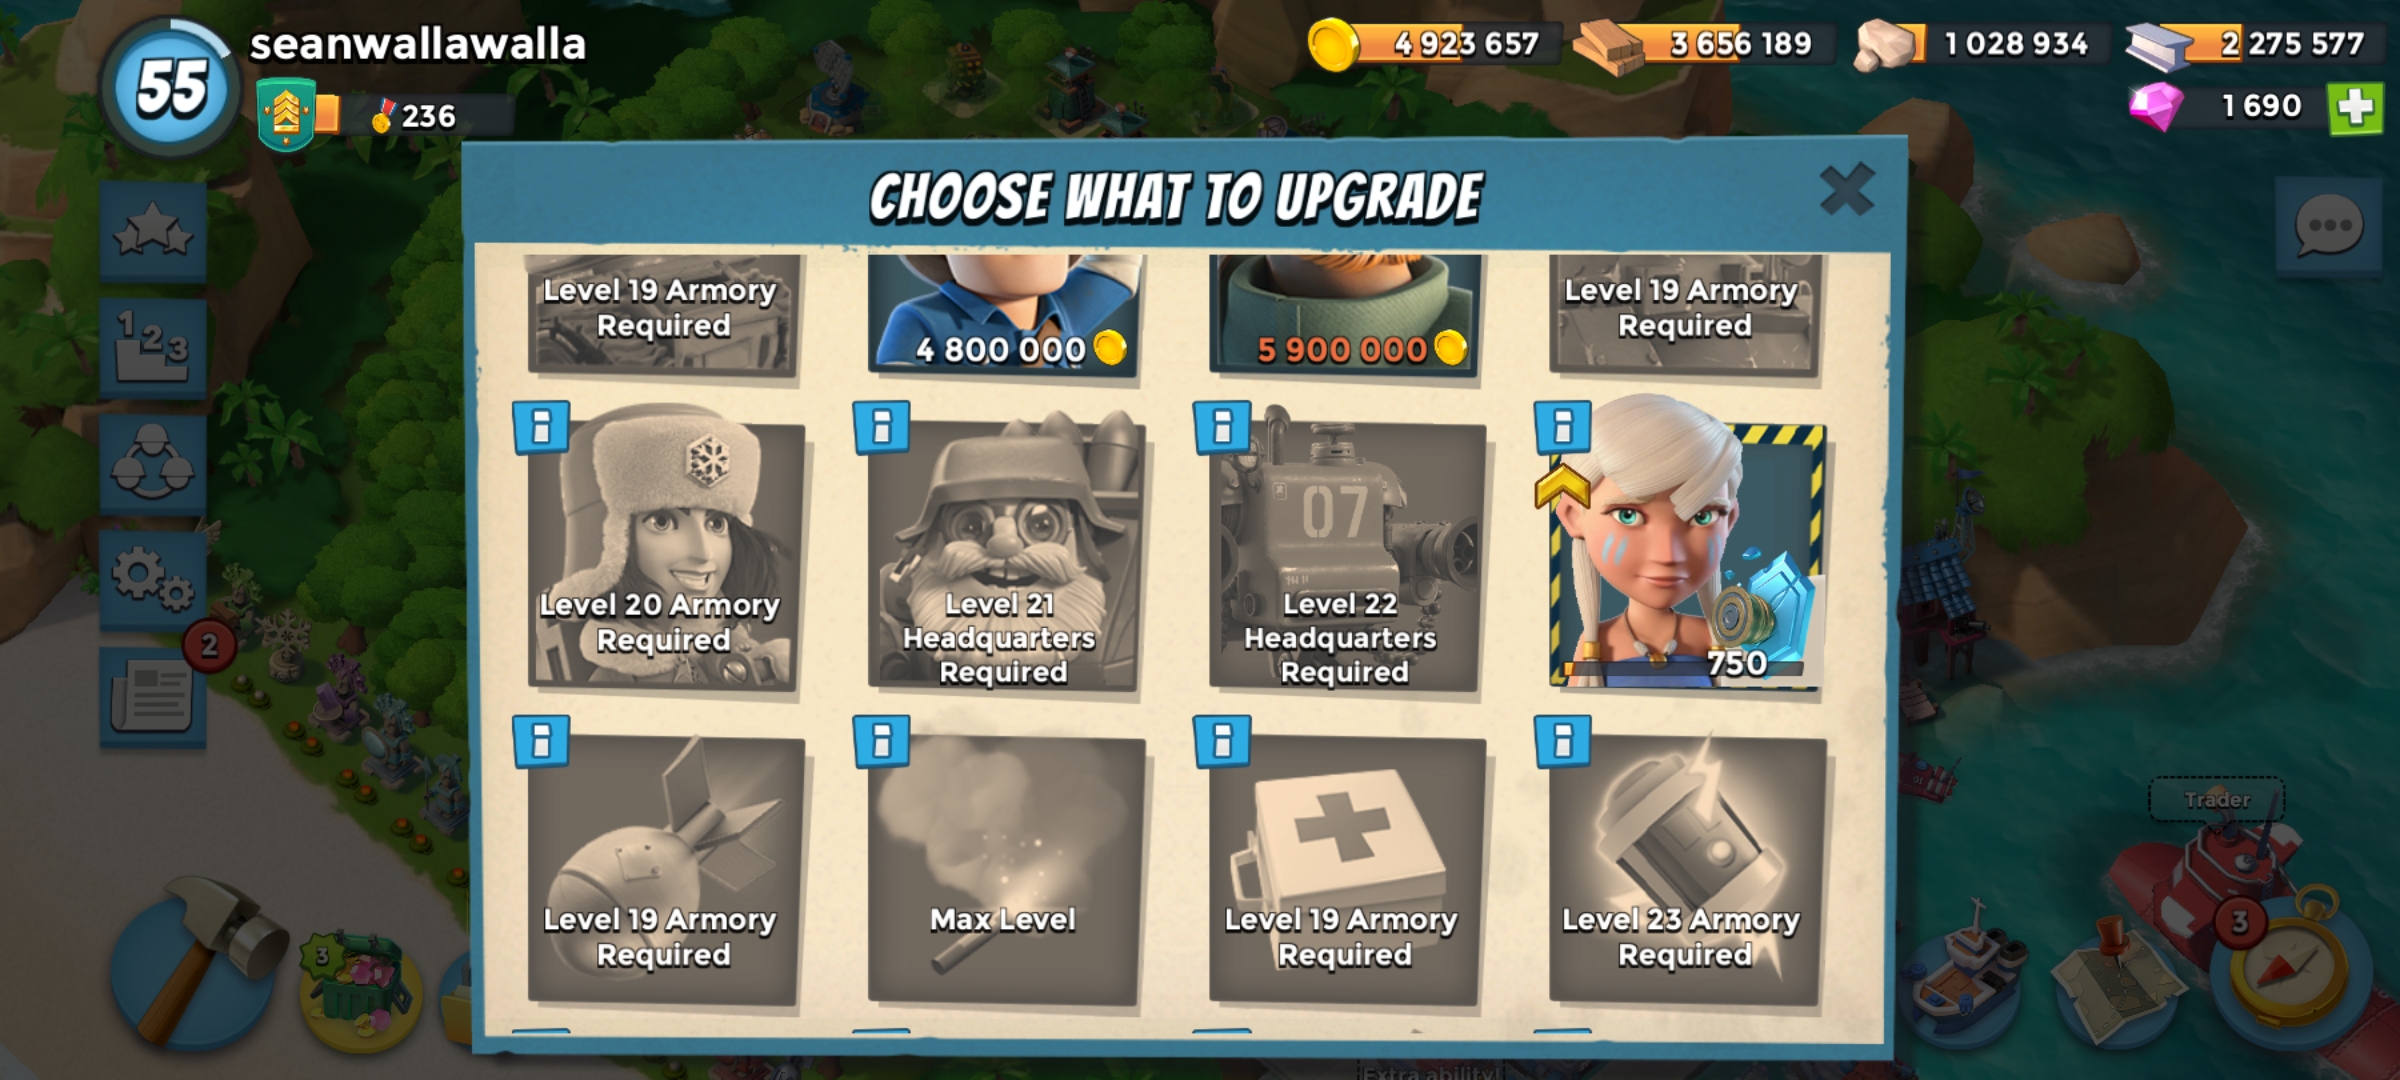 55
seanwallawalla
236
4 923 657
3 656 189
1 028 934
2 275 577
1 690
CHOOSE WHAT TO UPGRADE
Level 19 Armory
Required
4 800 000
5 900 000
Level 19 Armory
Required
123
Level 20 Armory
Required
Level 21
Headquarters
Required
07
Level 22
Headquarters
Required
750
2
Level 19 Armory
Required
Max Level
Level 19 Armory
Required
Level 23 Armory
Required
Trader
3
3
Extra ability!